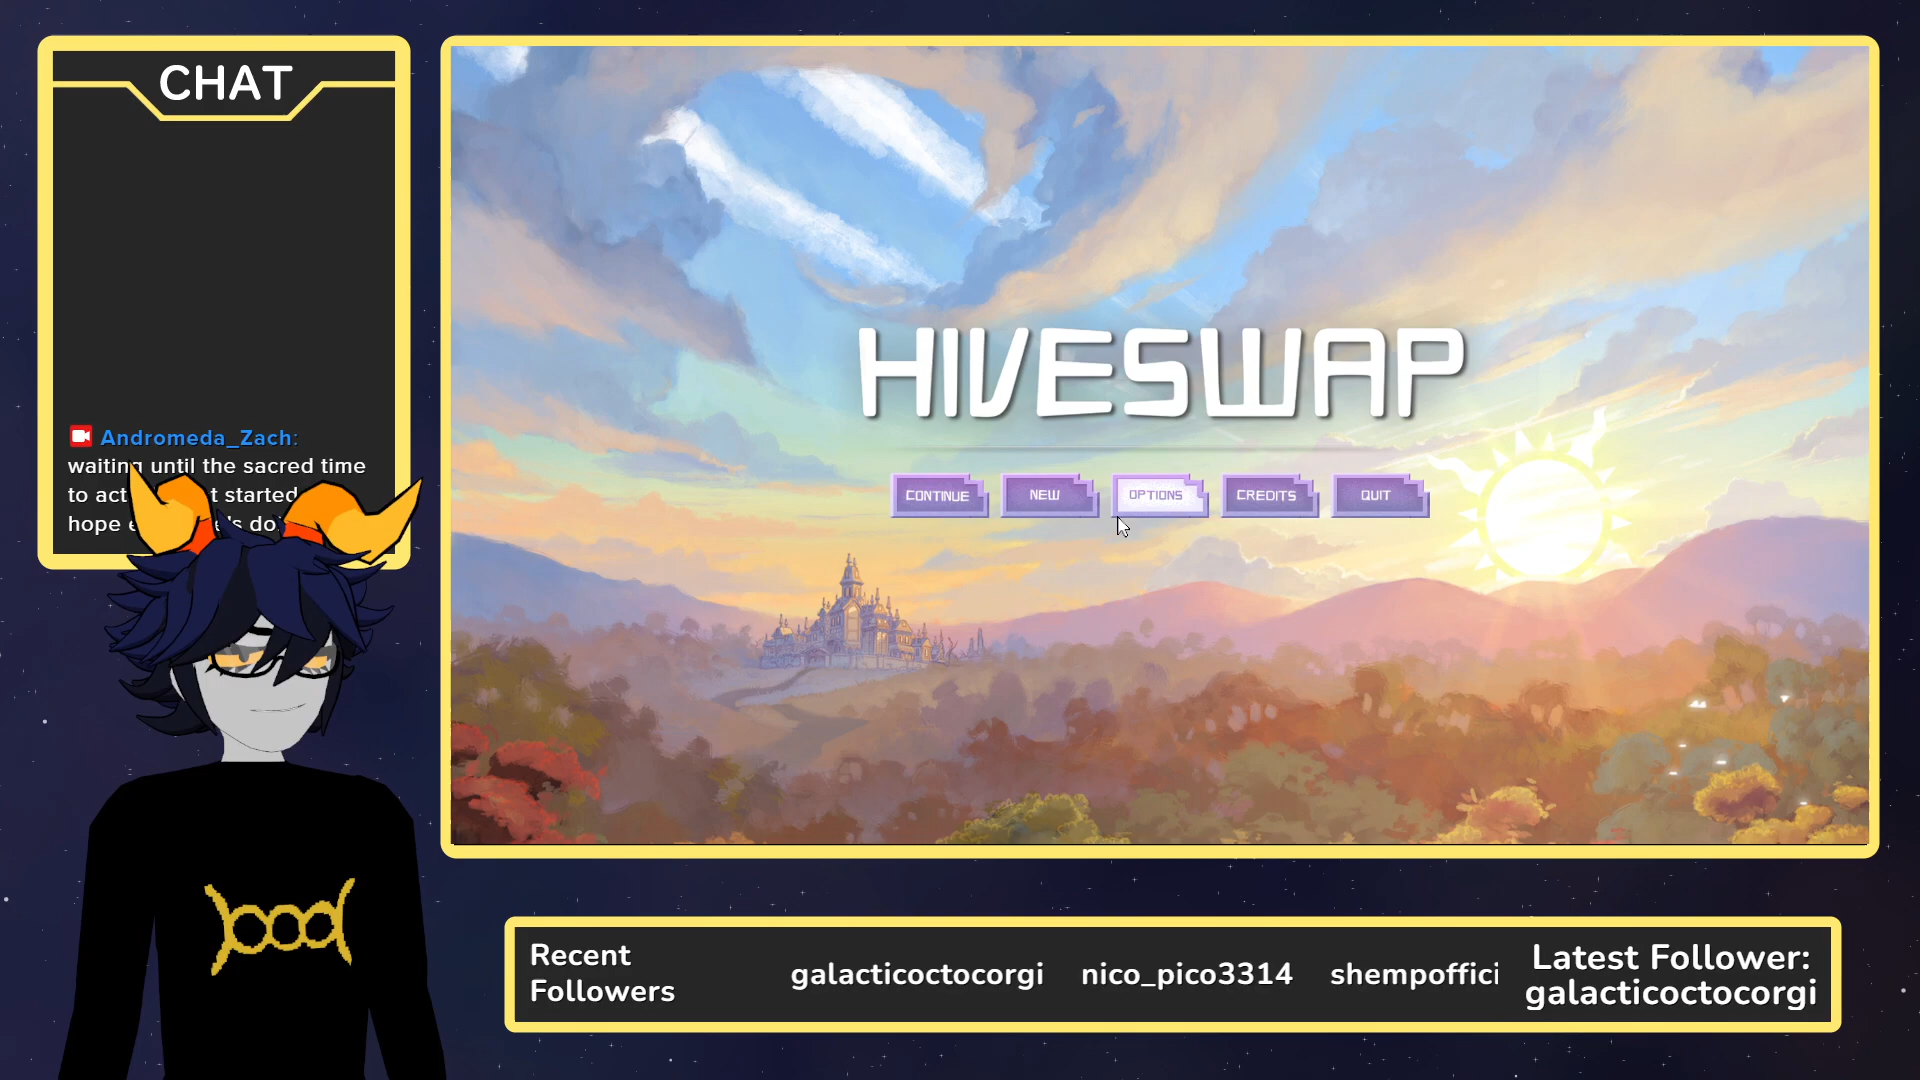 CHAT
Andromeda_Zach:
waiting until the sacred time
to act t started
hope e 's do
HIVESWAP
CONTINUE
NEW
OPTIONS
CREDITS
QUIT
Recent
Followers
galacticoctocorgi
nico_pico3314
shempoffici
Latest Follower:
galacticoctocorgi